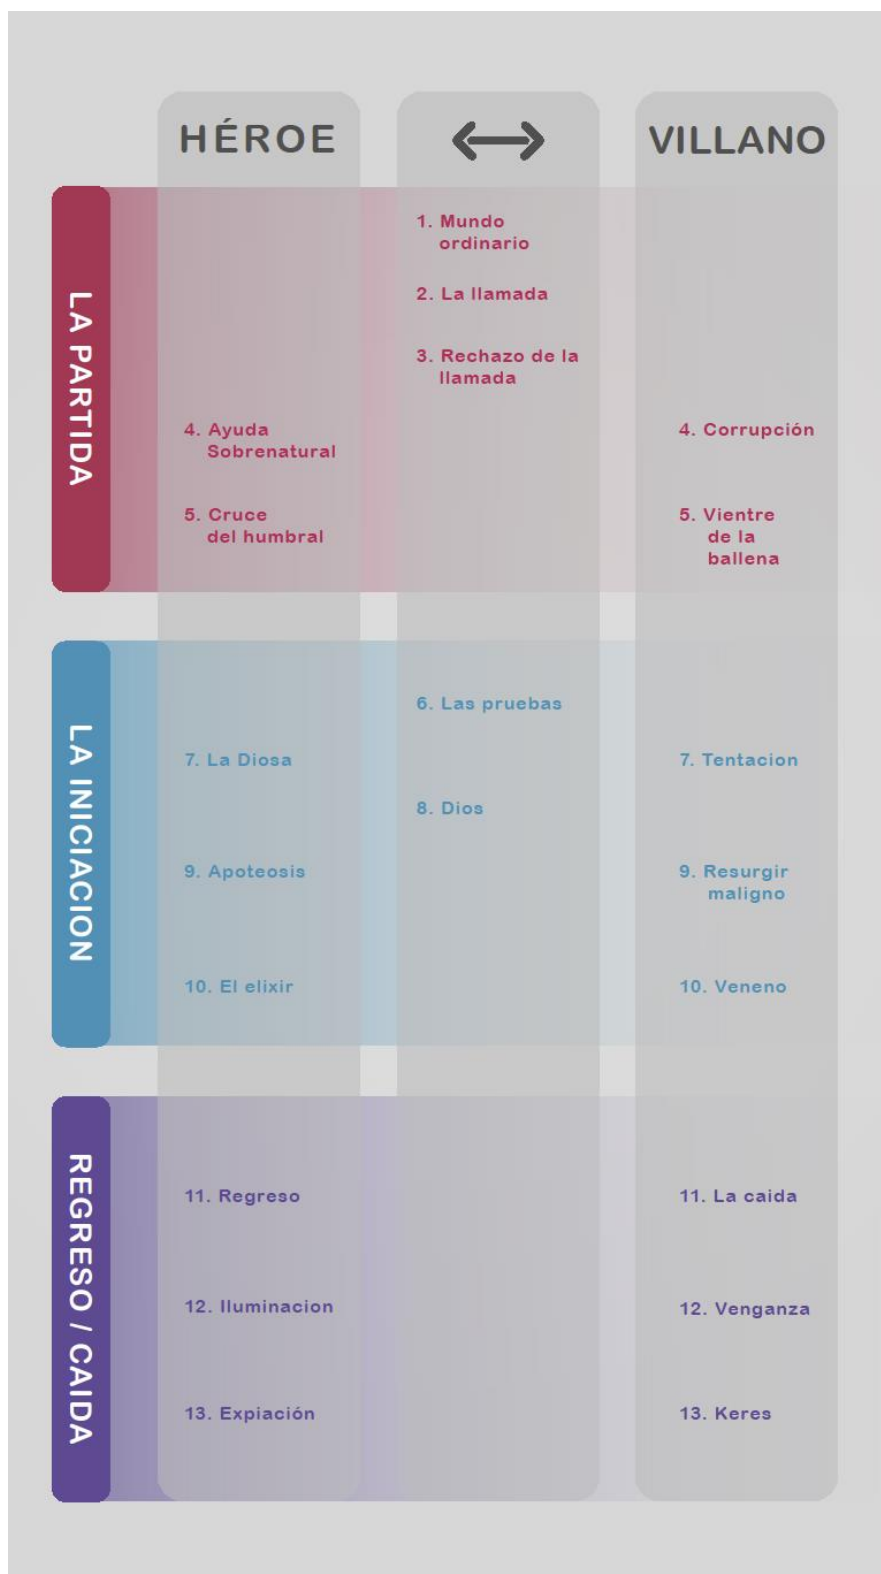 HÉROE
VILLANO
LA PARTIDA
1. Mundo
ordinario
2. La llamada
3. Rechazo de la
llamada
4. Ayuda
Sobrenatural
4. Corrupción
5. Cruce
del humbral
5. Vientre
de la
ballena
LA INICIACION
6. Las pruebas
7. La Diosa
7. Tentacion
8. Dios
9. Apoteosis
9. Resurgir
maligno
10. El elixir
10. Veneno
REGRESO / CAIDA
11. Regreso
11. La caida
12. Iluminacion
12. Venganza
13. Expiación
13. Keres